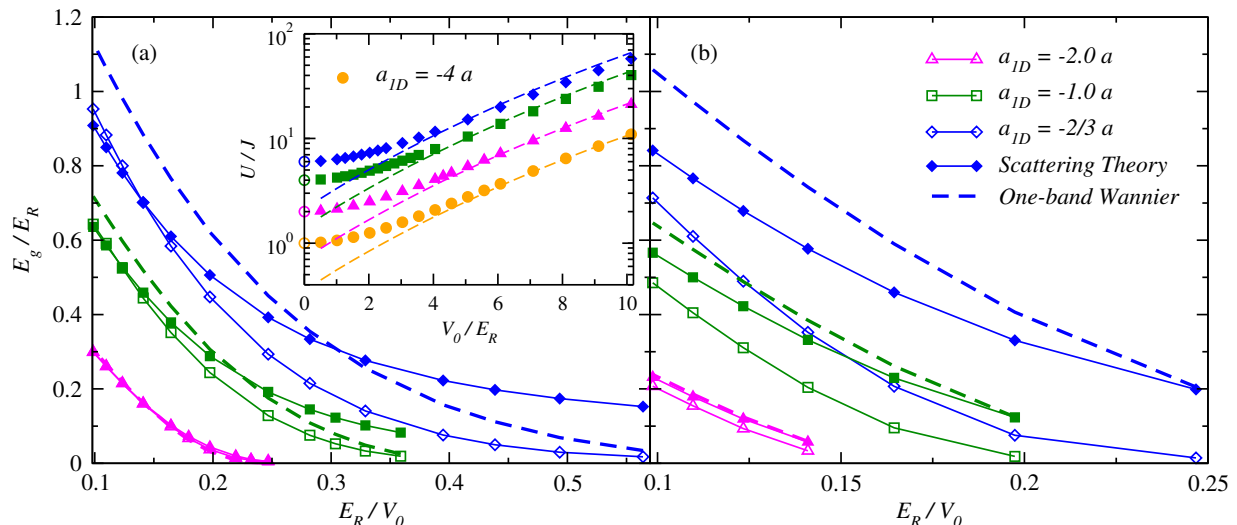 (a)
E_g / E_R
1.2
1
0.8
0.6
0.4
0.2
0
0.1
0.2
0.3
0.4
0.5
E_R / V_0
U / J
10^2
10^1
10^0
a_1D = -4 a
0
2
4
6
8
10
V_0 / E_R
(b)
a_1D = -2.0 a
a_1D = -1.0 a
a_1D = -2/3 a
Scattering Theory
One-band Wannier
0.1
0.15
0.2
0.25
E_R / V_0